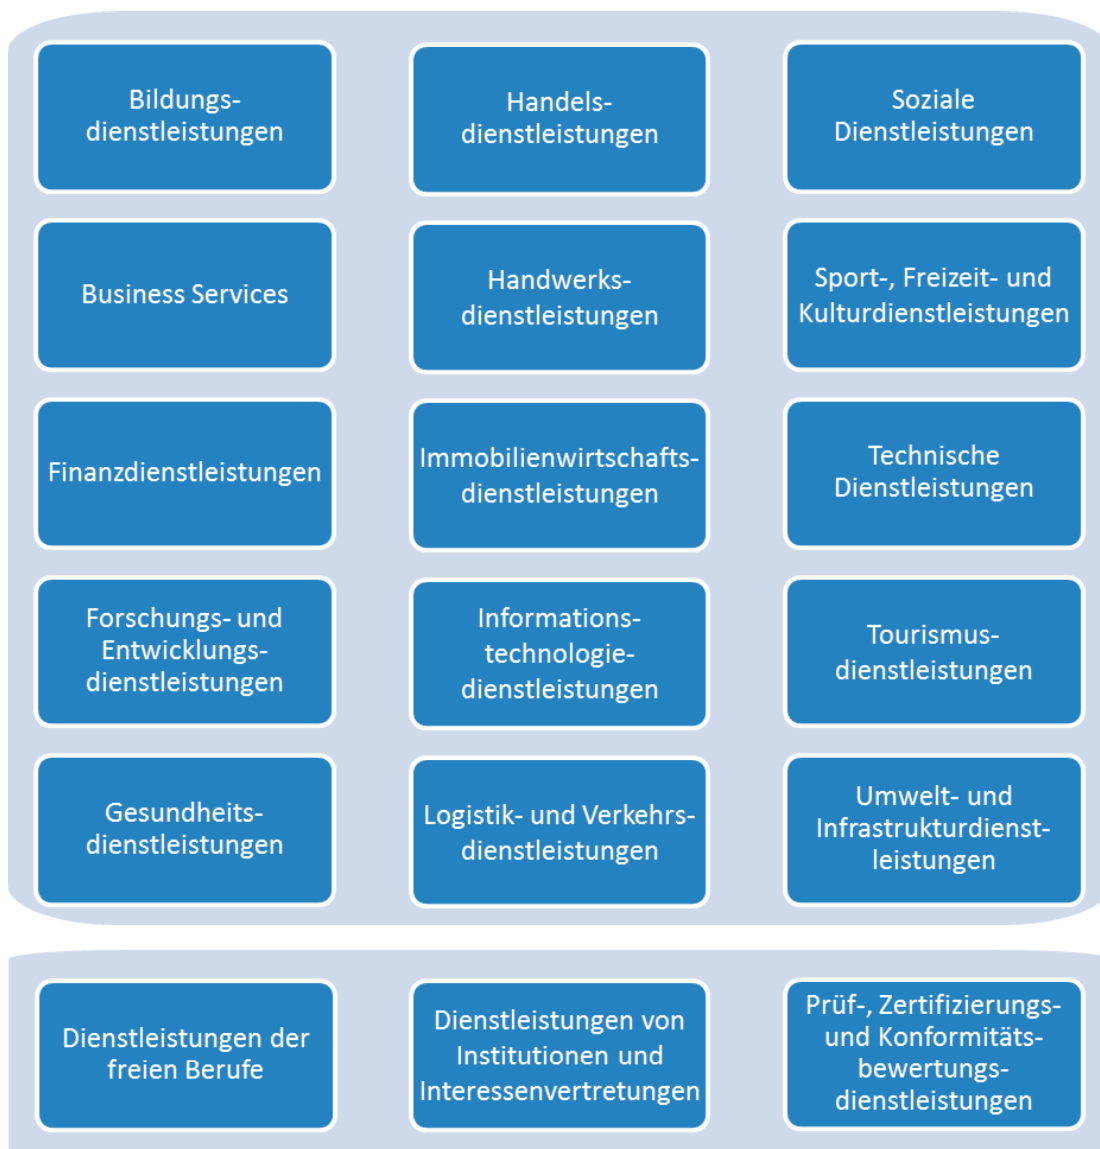 Bildungs-
dienstleistungen
Handels-
dienstleistungen
Soziale
Dienstleistungen
Business Services
Handwerks-
dienstleistungen
Sport-, Freizeit- und
Kulturdienstleistungen
Finanzdienstleistungen
Immobilienwirtschafts-
dienstleistungen
Technische
Dienstleistungen
Forschungs- und
Entwicklungs-
dienstleistungen
Informations-
technologie-
dienstleistungen
Tourismus-
dienstleistungen
Gesundheits-
dienstleistungen
Logistik- und Verkehrs-
dienstleistungen
Umwelt- und
Infrastrukturdienst-
leistungen
Dienstleistungen der
freien Berufe
Dienstleistungen von
Institutionen und
Interessenvertretungen
Prüf-, Zertifizierungs-
und Konformitäts-
bewertungs-
dienstleistungen